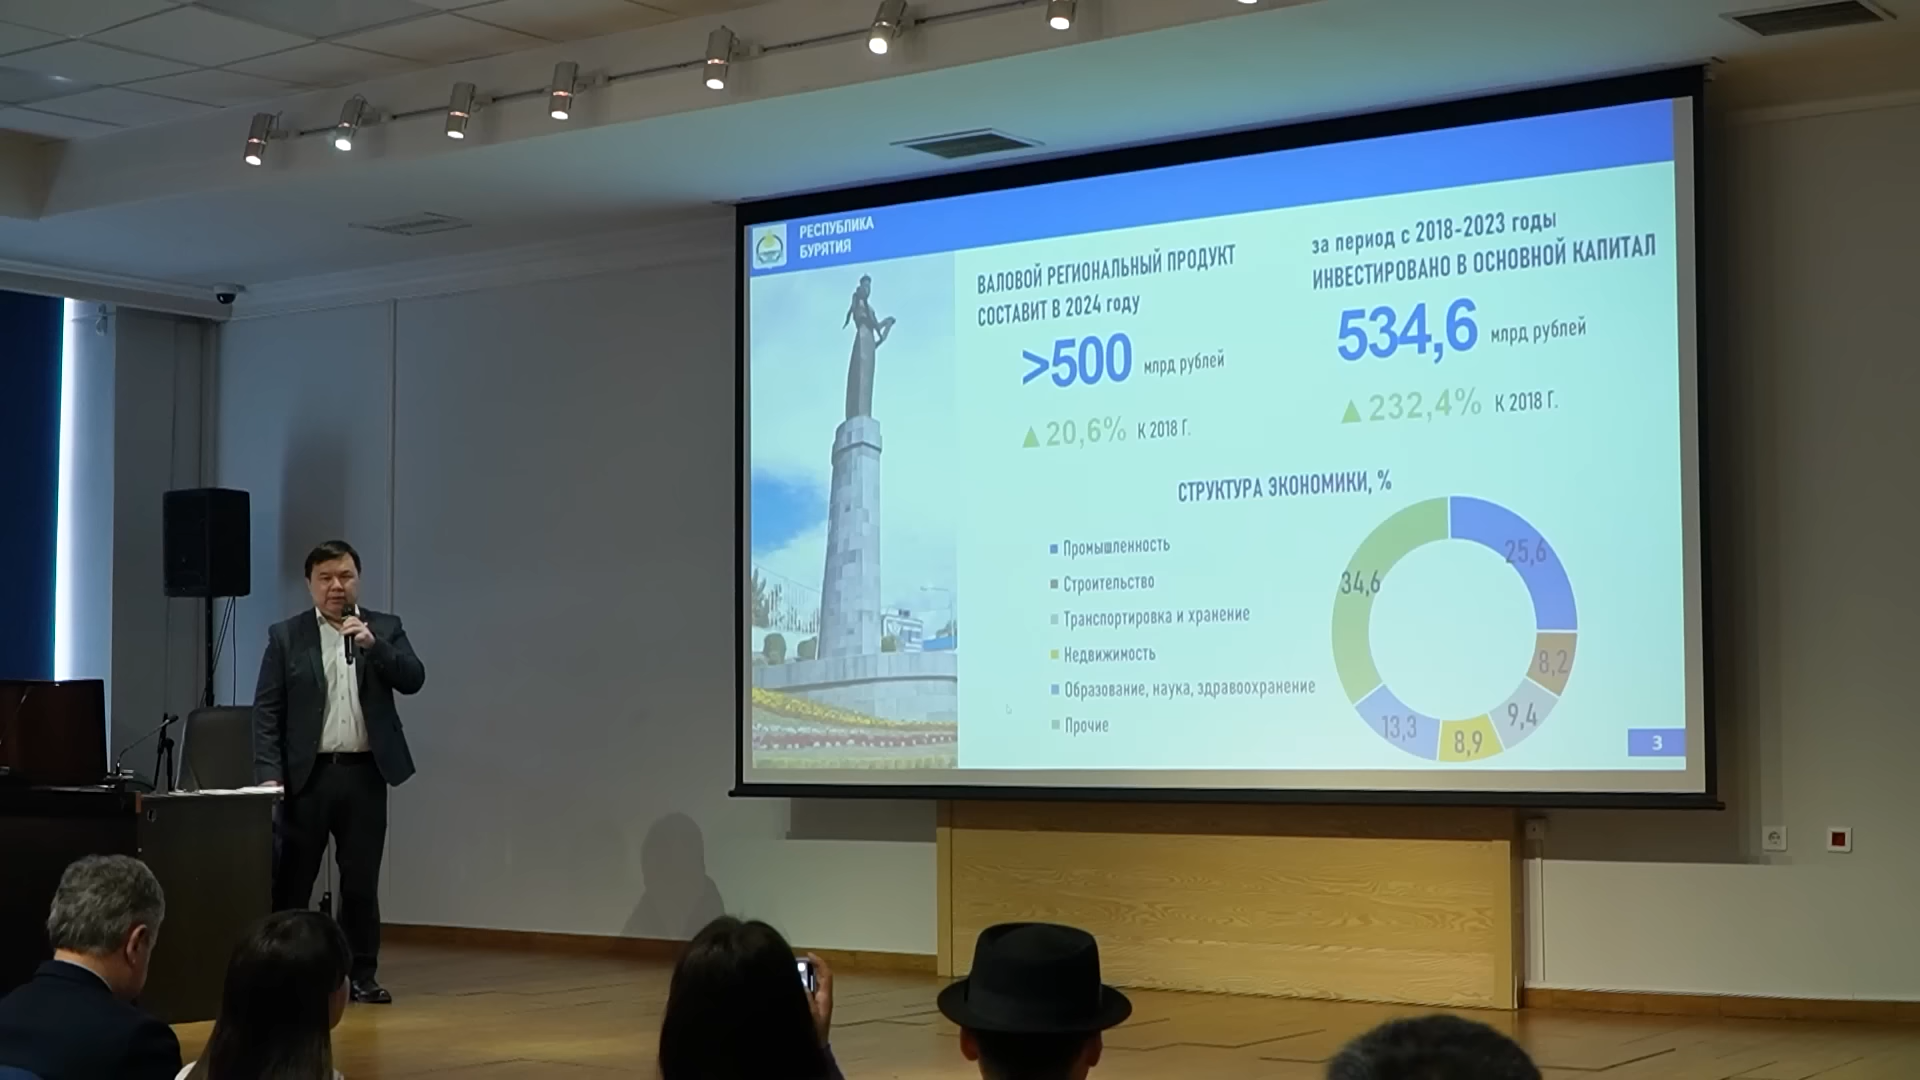 РЕСПУБЛИКА
БУРЯТИЯ
ВАЛОВОЙ РЕГИОНАЛЬНЫЙ ПРОДУКТ
СОСТАВИТ В 2024 году
>500 млрд рублей
▲20,6% К 2018 Г.
за период с 2018-2023 годы
ИНВЕСТИРОВАНО В ОСНОВНОЙ КАПИТАЛ
534,6 млрд рублей
▲232,4% К 2018 Г.
СТРУКТУРА ЭКОНОМИКИ, %
Промышленность
Строительство
Транспортировка и хранение
Недвижимость
Образование, наука, здравоохранение
Прочие
25,6
8,2
9,4
8,9
13,3
34,6
3